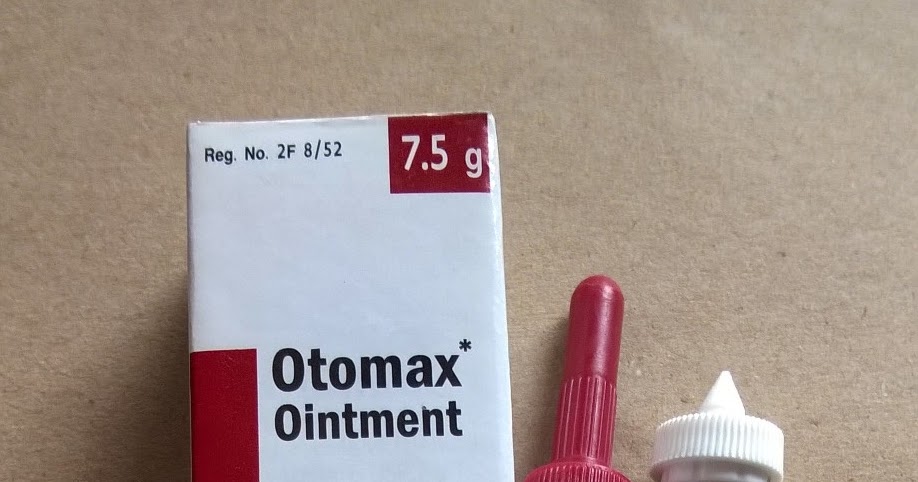 Reg. No. 2F 8/52
7.5 g
Otomax*
Ointment